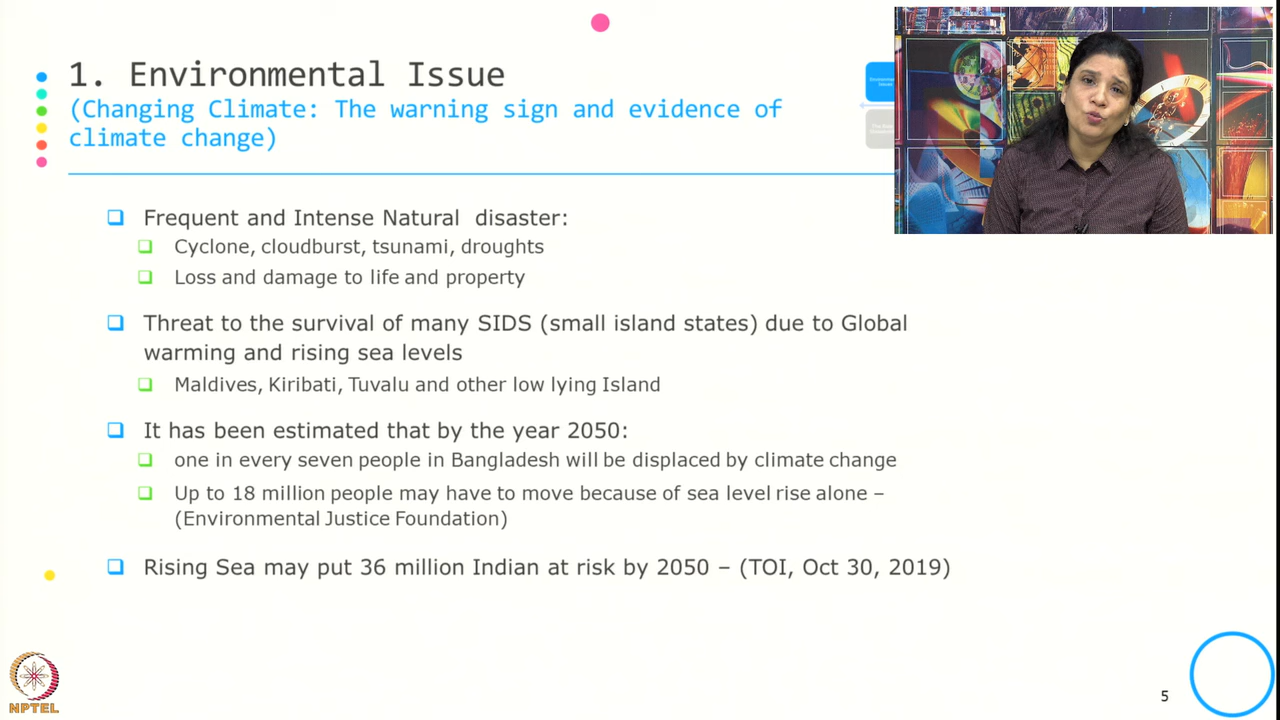 1. Environmental Issue
(Changing Climate: The warning sign and evidence of
climate change)
Frequent and Intense Natural disaster:
Cyclone, cloudburst, tsunami, droughts
Loss and damage to life and property
Threat to the survival of many SIDS (small island states) due to Global
warming and rising sea levels
Maldives, Kiribati, Tuvalu and other low lying Island
It has been estimated that by the year 2050:
one in every seven people in Bangladesh will be displaced by climate change
Up to 18 million people may have to move because of sea level rise alone –
(Environmental Justice Foundation)
Rising Sea may put 36 million Indian at risk by 2050 – (TOI, Oct 30, 2019)
NPTEL
5